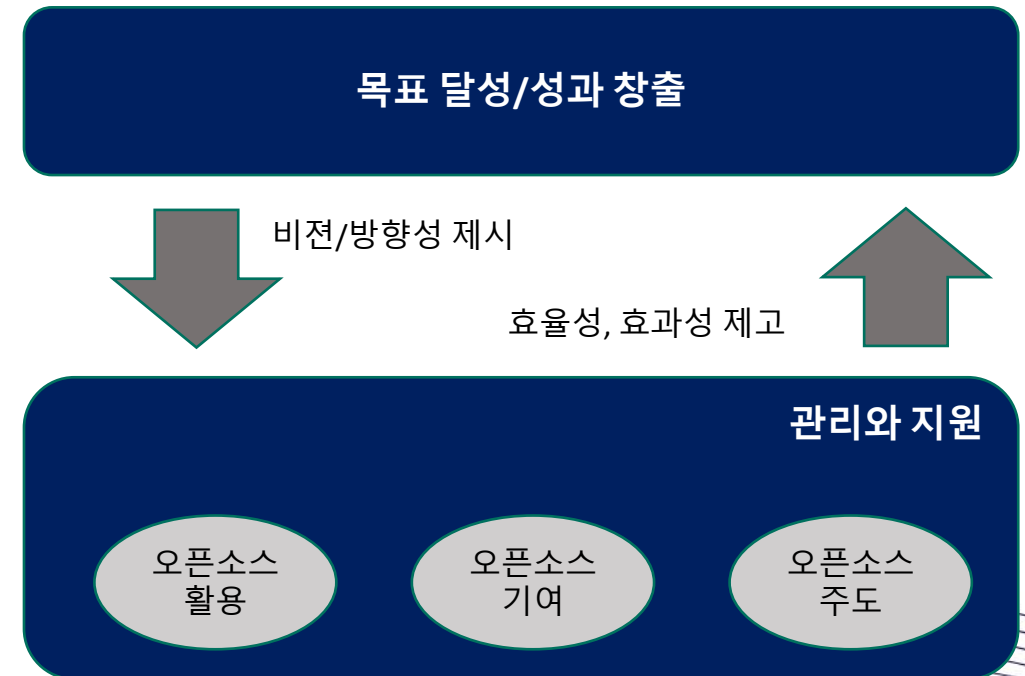 목표 달성/성과 창출
비젼/방향성 제시
효율성, 효과성 제고
관리와 지원
오픈소스
활용
오픈소스
기여
오픈소스
주도